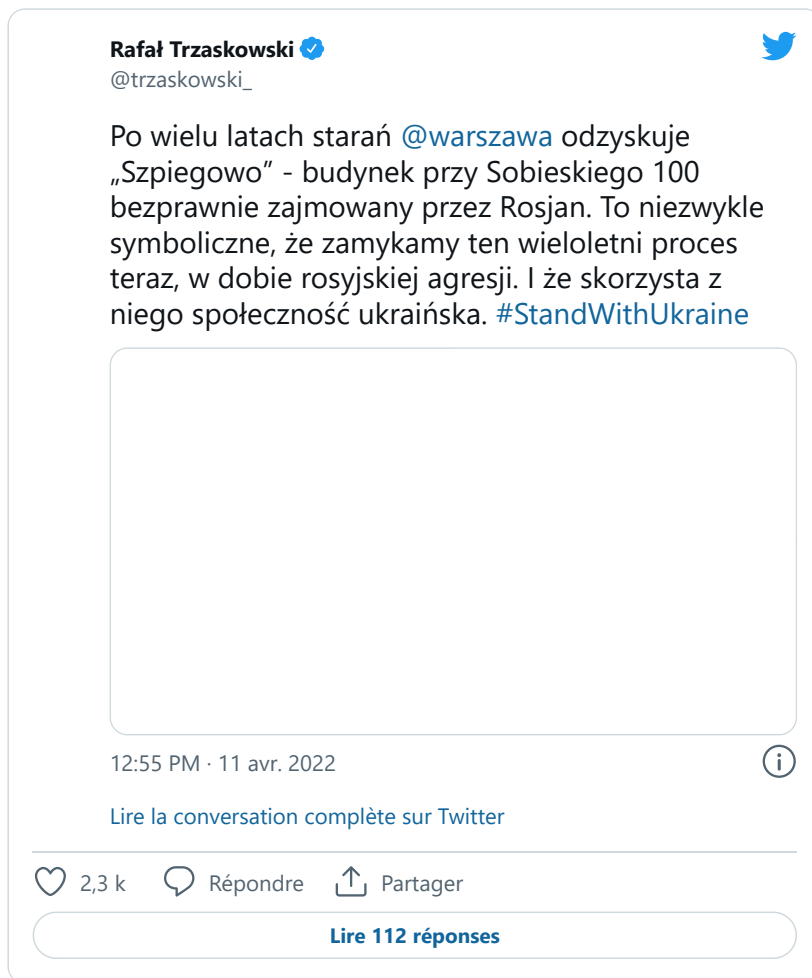 Rafał Trzaskowski
@trzaskowski_
Po wielu latach starań @warszawa odzyskuje
„Szpiegowo” - budynek przy Sobieskiego 100
bezprawnie zajmowany przez Rosjan. To niezwykle
symboliczne, że zamykamy ten wieloletni proces
teraz, w dobie rosyjskiej agresji. I że skorzysta z
niego społeczność ukraińska. #StandWithUkraine
12:55 PM · 11 avr. 2022
Lire la conversation complète sur Twitter
2,3 k Répondre Partager
Lire 112 réponses